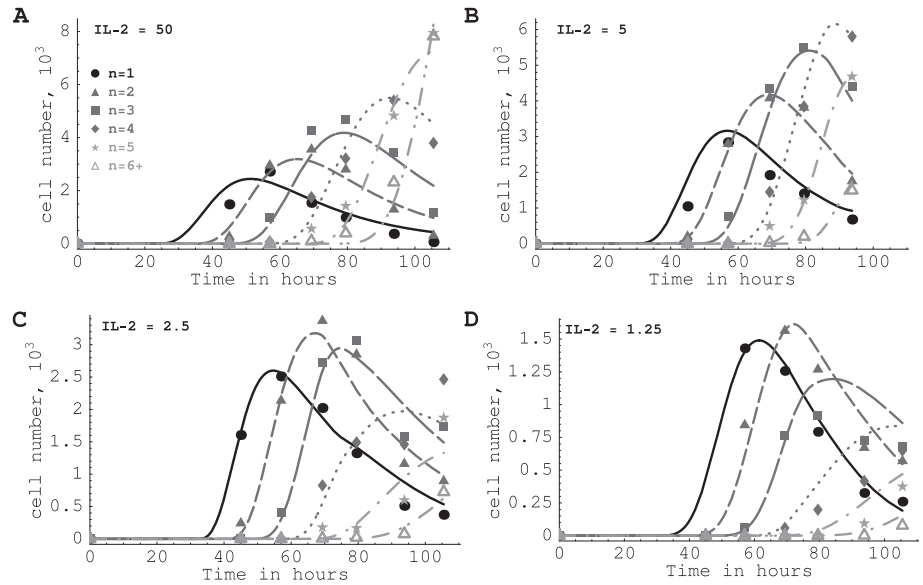 A
IL-2 = 50
cell number, 10³
8
6
4
2
0
n=1
n=2
n=3
n=4
n=5
n=6+
0 20 40 60 80 100
Time in hours
B
IL-2 = 5
cell number, 10³
6
5
4
3
2
1
0
0 20 40 60 80 100
Time in hours
C
IL-2 = 2.5
cell number, 10³
3
2.5
2
1.5
1
0.5
0
0 20 40 60 80 100
Time in hours
D
IL-2 = 1.25
cell number, 10³
1.5
1.25
1
0.75
0.5
0.25
0
0 20 40 60 80 100
Time in hours